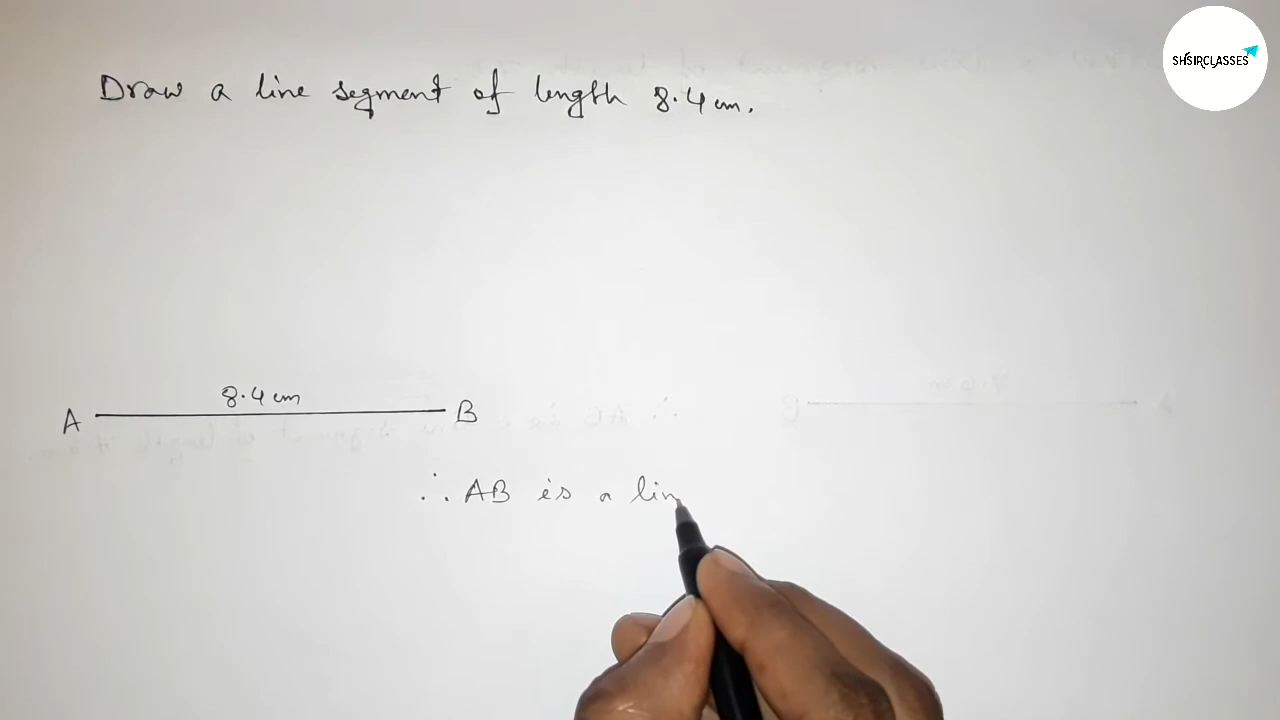 SHSIRCLASSES
Draw a line segment of length 8.4 cm.
8.4 cm
A B
∴ AB is a lin